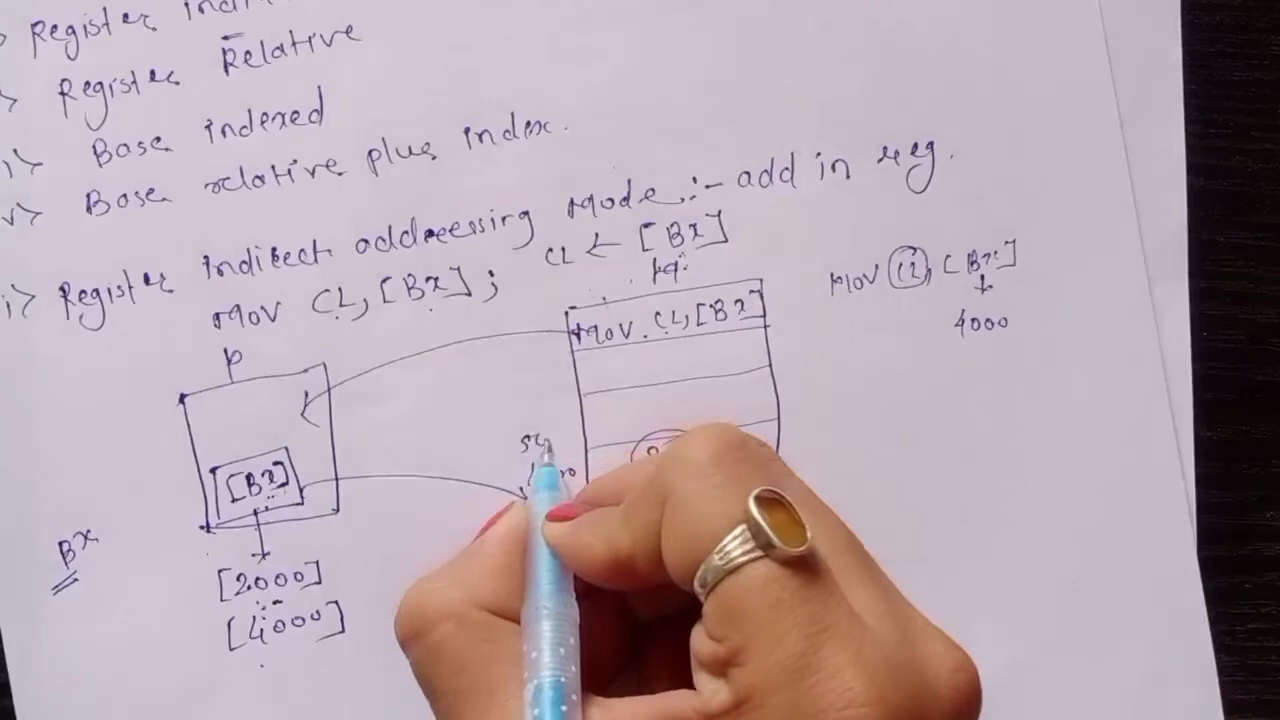 Register indi
Register Relative
Base indexed
Base relative plus index.
i> Register Indirect addressing Mode :- add in reg.
MOV CL, [BX] ; CL ← [BX]
MOV CL, [BX]
4000
MOV CL, [BX]
P
[BX]
BX
[2000]
[4000]